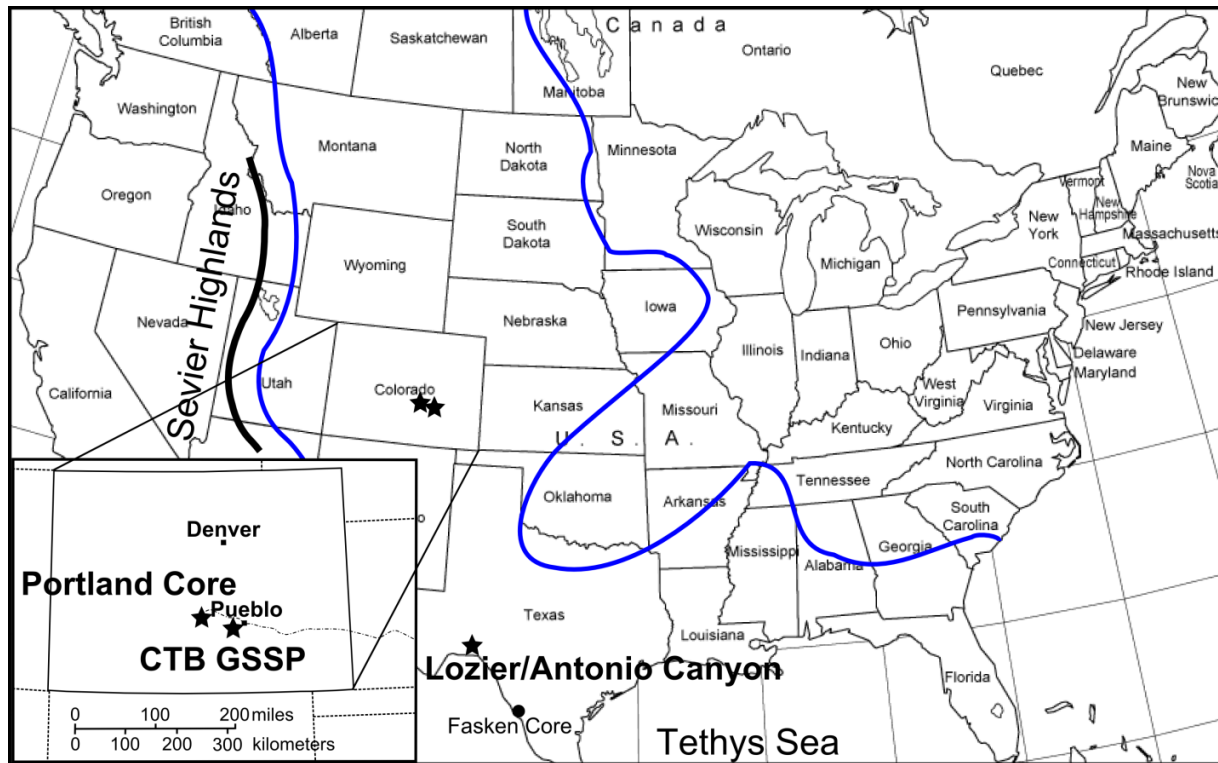 British
Columbia
Alberta
Saskatchewan
Canada
Manitoba
Ontario
Quebec
New
Brunswick
Washington
Montana
North
Dakota
Minnesota
Maine
Nova
Scotia
Vermont
New
Hampshire
Oregon
Idaho
Sevier Highlands
South
Dakota
Wisconsin
New
York
Massachusetts
Connecticut
Rhode Island
Wyoming
Michigan
Iowa
Nebraska
Pennsylvania
New Jersey
Nevada
Illinois
Indiana
Ohio
Delaware
Maryland
California
Utah
Colorado
Kansas
Missouri
West
Virginia
Virginia
Kentucky
U. S. A.
North Carolina
Tennessee
Oklahoma
Arkansas
South
Carolina
Mississippi
Alabama
Georgia
o
Denver
Portland Core
Pueblo
CTB GSSP
Texas
Louisiana
Lozier/Antonio Canyon
Florida
Fasken Core
Tethys Sea
0 100 200 miles
0 100 200 300 kilometers